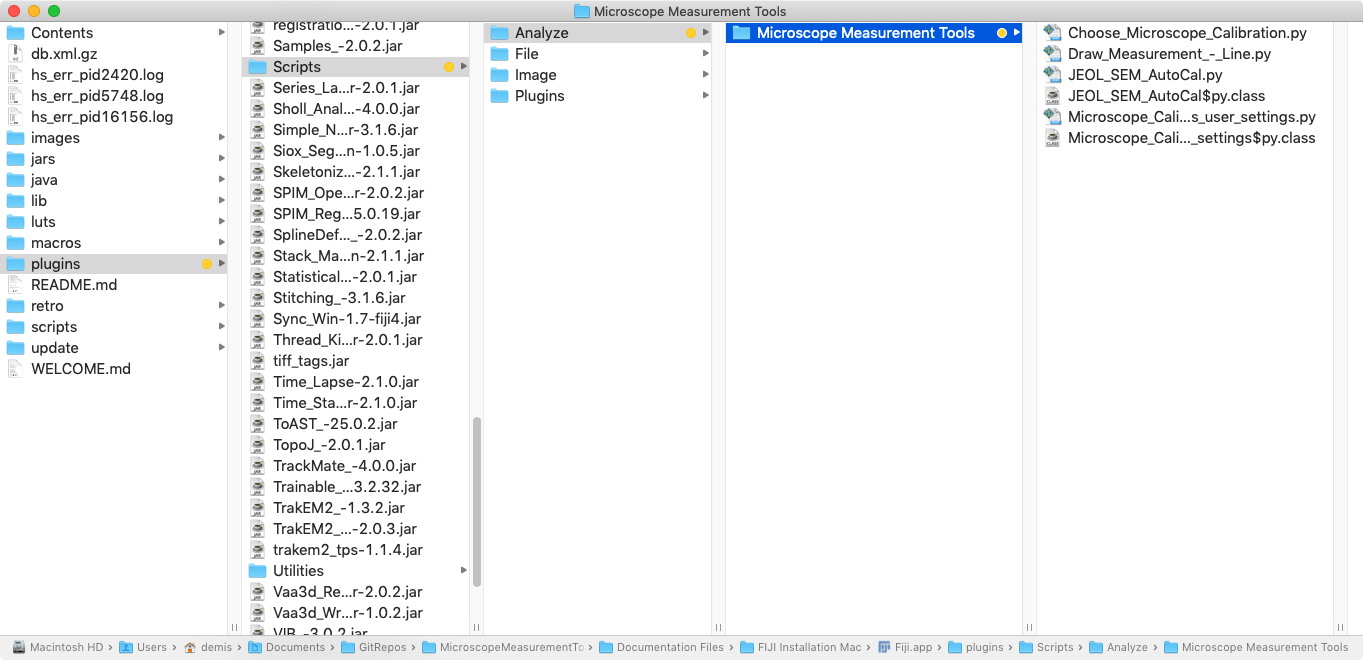 Microscope Measurement Tools
Contents
db.xml.gz
hs_err_pid2420.log
hs_err_pid5748.log
hs_err_pid16156.log
images
jars
java
lib
luts
macros
plugins
README.md
retro
scripts
update
WELCOME.md
registratio...-2.0.1.jar
Samples_-2.0.2.jar
Scripts
Series_La...r-2.0.1.jar
Sholl_Anal...-4.0.0.jar
Simple_N...r-3.1.6.jar
Siox_Seg...n-1.0.5.jar
Skeletoniz...-2.1.1.jar
SPIM_Ope...r-2.0.2.jar
SPIM_Reg...5.0.19.jar
SplineDef..._-2.0.2.jar
Stack_Ma...n-2.1.1.jar
Statistical...-2.0.1.jar
Stitching_-3.1.6.jar
Sync_Win-1.7-fiji4.jar
Thread_Ki...r-2.0.1.jar
tiff_tags.jar
Time_Lapse-2.1.0.jar
Time_Sta...r-2.1.0.jar
ToAST_-25.0.2.jar
TopoJ_-2.0.1.jar
TrackMate_-4.0.0.jar
Trainable_...3.2.32.jar
TrakEM2_-1.3.2.jar
TrakEM2_...-2.0.3.jar
trakem2_tps-1.1.4.jar
Utilities
Vaa3d_Re...r-2.0.2.jar
Vaa3d_Wr...r-1.0.2.jar
VIB_-3.0.2.jar
Analyze
File
Image
Plugins
Microscope Measurement Tools
Choose_Microscope_Calibration.py
Draw_Measurement_-_Line.py
JEOL_SEM_AutoCal.py
JEOL_SEM_AutoCal$py.class
Microscope_Cali...s_user_settings.py
Microscope_Cali..._settings$py.class
Macintosh HD › Users › demis › Documents › GitRepos › MicroscopeMeasurementTo › Documentation Files › FIJI Installation Mac › Fiji.app › plugins › Scripts › Analyze › Microscope Measurement Tools